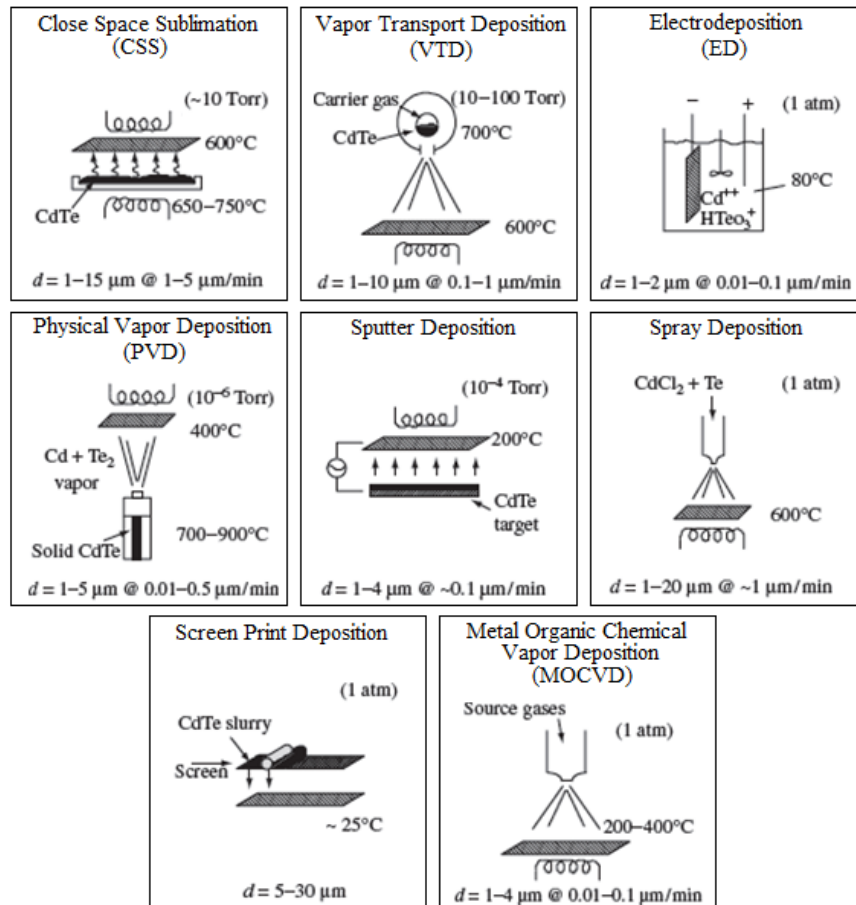 Close Space Sublimation
(CSS)
(~10 Torr)
600°C
CdTe
650–750°C
d = 1–15 µm @ 1–5 µm/min
Vapor Transport Deposition
(VTD)
Carrier gas
(10–100 Torr)
CdTe
700°C
600°C
d = 1–10 µm @ 0.1–1 µm/min
Electrodeposition
(ED)
− +
(1 atm)
80°C
Cd⁺⁺
HTeo₃⁺
d = 1–2 µm @ 0.01–0.1 µm/min
Physical Vapor Deposition
(PVD)
(10⁻⁶ Torr)
400°C
Cd + Te₂
vapor
700–900°C
Solid CdTe
d = 1–5 µm @ 0.01–0.5 µm/min
Sputter Deposition
(10⁻⁴ Torr)
200°C
CdTe
target
d = 1–4 µm @ ~0.1 µm/min
Spray Deposition
CdCl₂ + Te
(1 atm)
600°C
d = 1–20 µm @ ~1 µm/min
Screen Print Deposition
(1 atm)
CdTe slurry
Screen
~ 25°C
d = 5–30 µm
Metal Organic Chemical
Vapor Deposition
(MOCVD)
Source gases
(1 atm)
200–400°C
d = 1–4 µm @ 0.01–0.1 µm/min